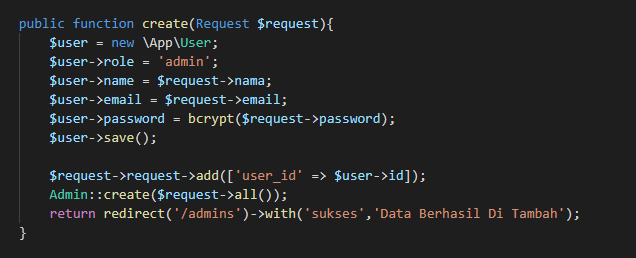 public function create(Request $request){
    $user = new \App\User;
    $user->role = 'admin';
    $user->name = $request->nama;
    $user->email = $request->email;
    $user->password = bcrypt($request->password);
    $user->save();

    $request->request->add(['user_id' => $user->id]);
    Admin::create($request->all());
    return redirect('/admins')->with('sukses','Data Berhasil Di Tambah');
}